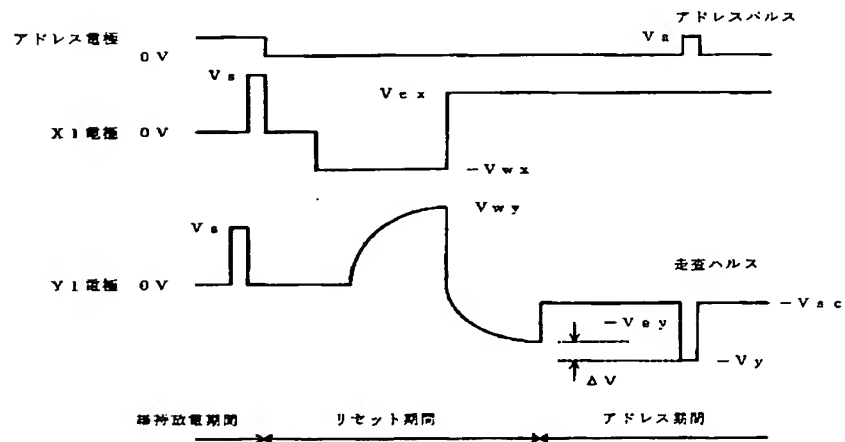 アドレスパルス
アドレス電極 0V
Va
Vs
Vex
X1電極 0V
－Vwx
Vwy
Vs
走査ハルス
Y1電極 0V
－Vsc
－Vey
－Vy
ΔV
維持放電期間 リセット期間 アドレス期間